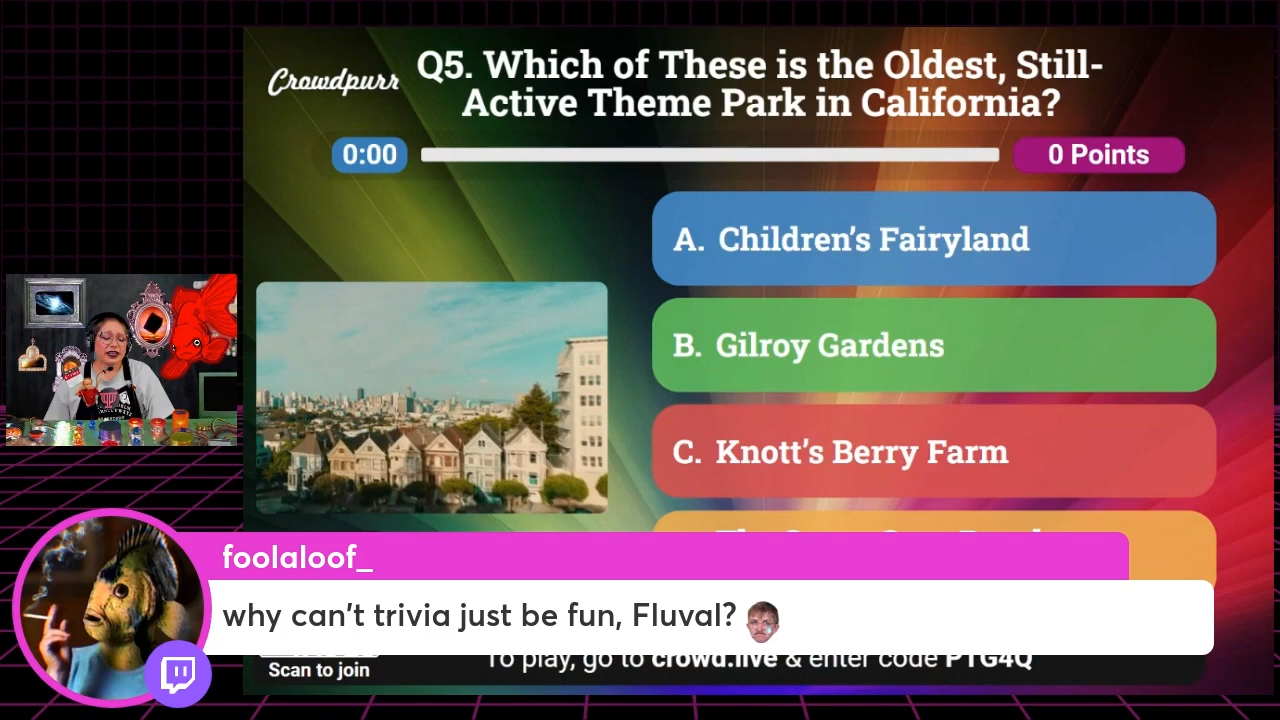 Crowdpurr
Q5. Which of These is the Oldest, Still-
Active Theme Park in California?
0:00
0 Points
A. Children's Fairyland
B. Gilroy Gardens
C. Knott's Berry Farm
foolaloof_
why can't trivia just be fun, Fluval?
Scan to join
To play, go to crowd.live & enter code PTG4Q